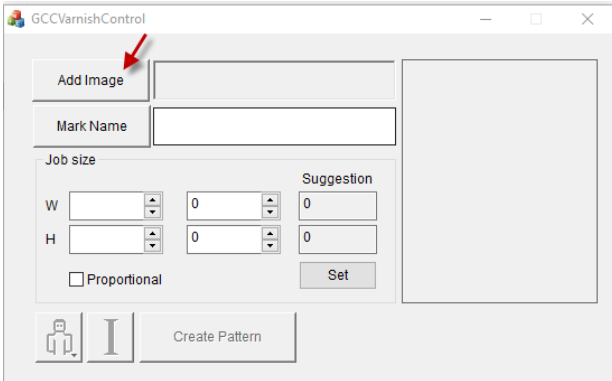 GCCVarnishControl
Add Image
Mark Name
Job size
Suggestion
W 0 0
H 0 0
Proportional
Set
Create Pattern